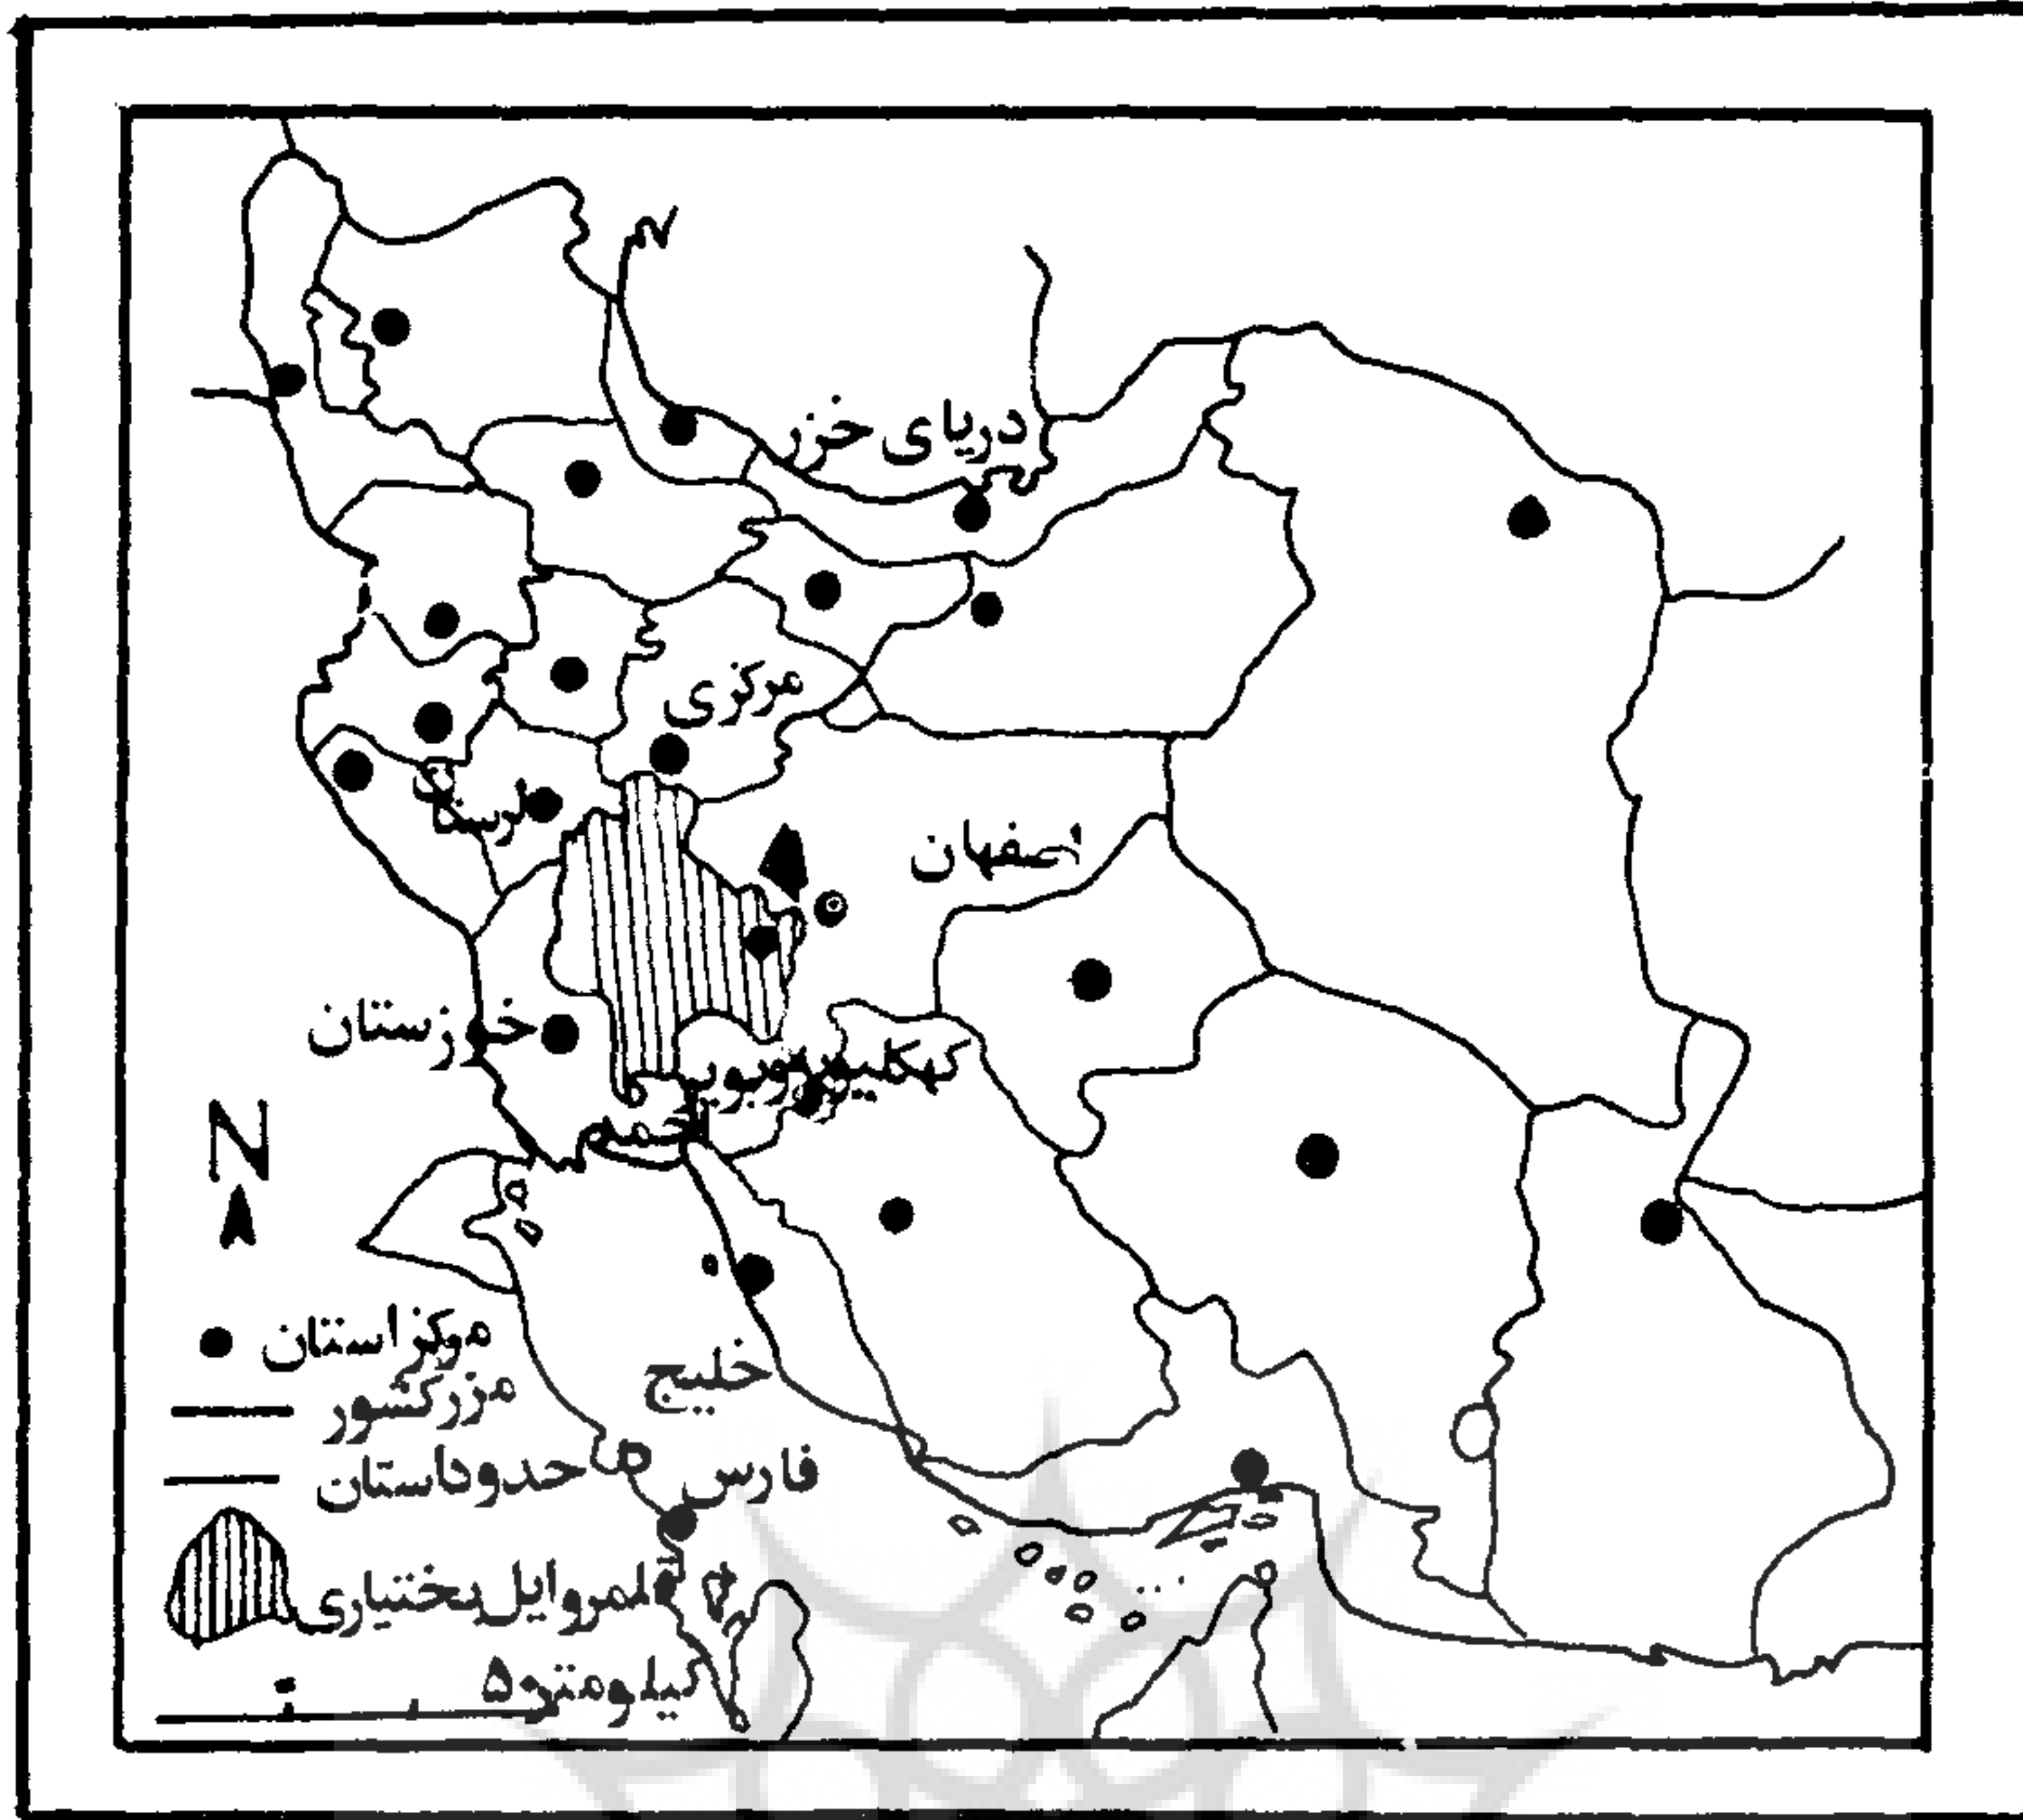 دریای خزر
مرکزی
لرستان
اصفهان
خوزستان
کهکیلویه وبویر
احمد
N
مرکز استان
مرز کشور
خلیج
حدود استان
فارس
قلمرو ایل بختیاری
کیلومتر